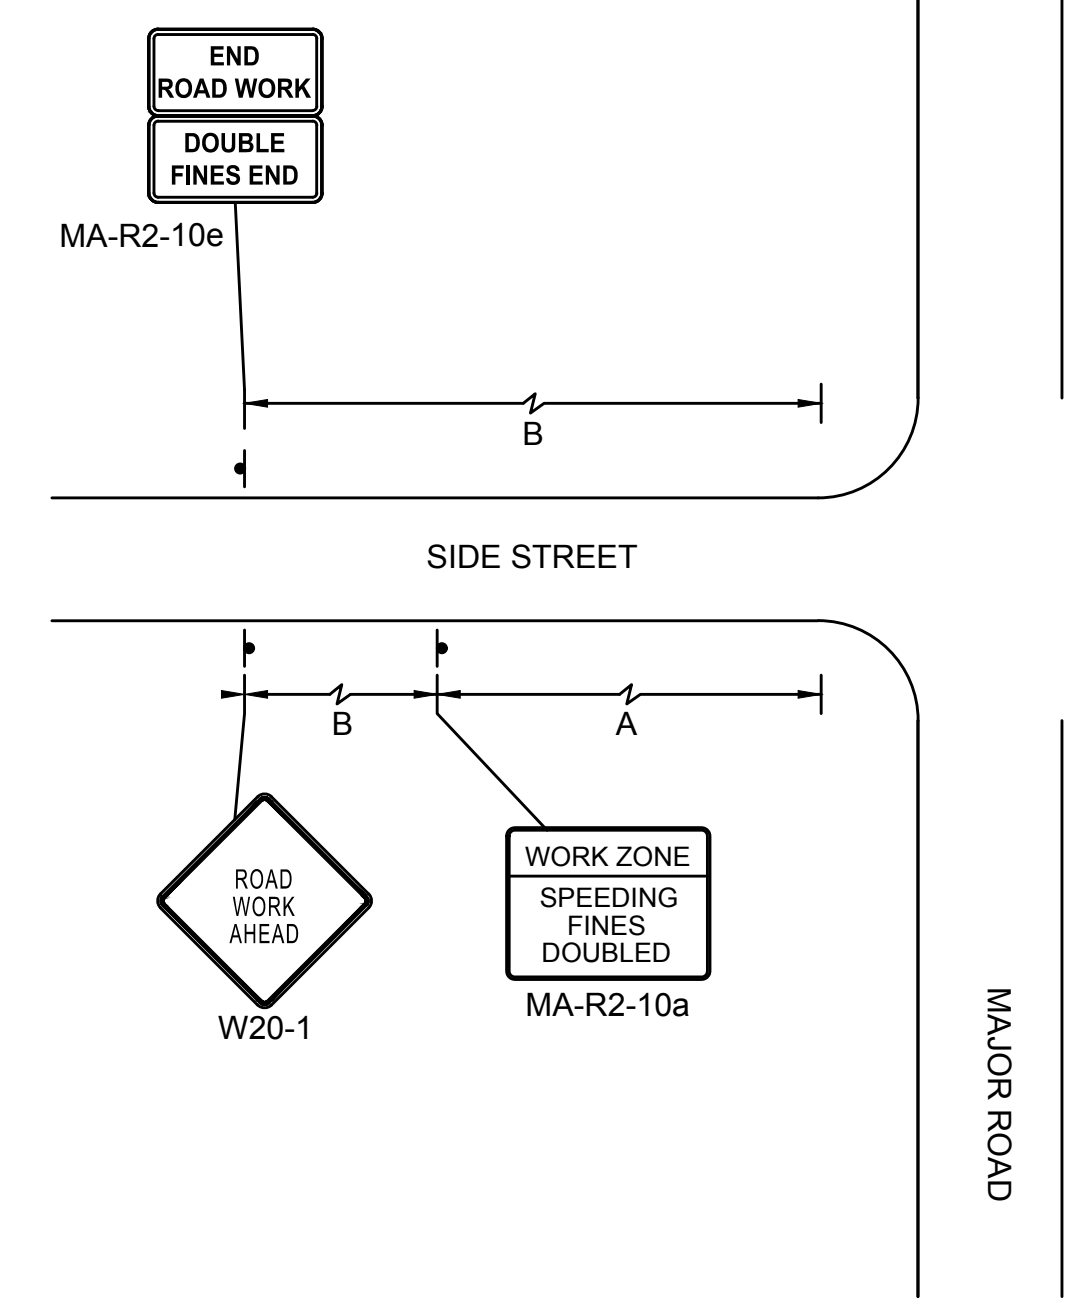 END
ROAD WORK
DOUBLE
FINES END
MA-R2-10e
B
SIDE STREET
B
A
ROAD
WORK
AHEAD
W20-1
WORK ZONE
SPEEDING
FINES
DOUBLED
MA-R2-10a
MAJOR ROAD